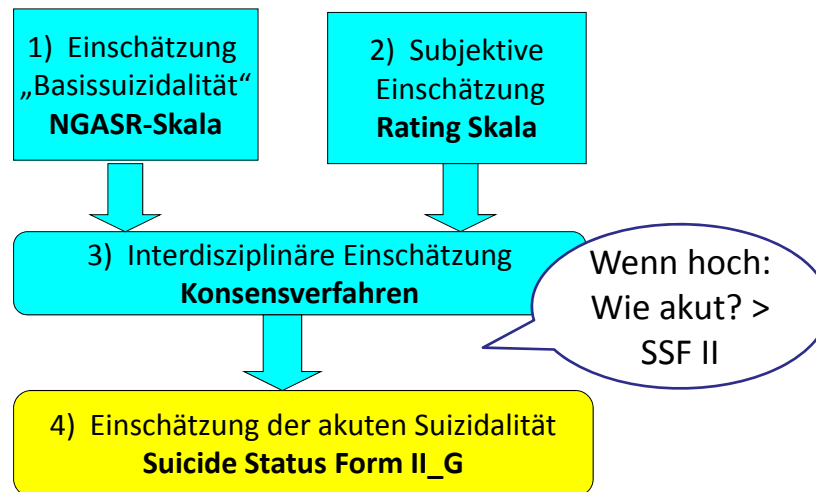 1) Einschätzung
„Basissuizidalität“
NGASR-Skala
2) Subjektive
Einschätzung
Rating Skala
3) Interdisziplinäre Einschätzung
Konsensverfahren
Wenn hoch:
Wie akut? >
SSF II
4) Einschätzung der akuten Suizidalität
Suicide Status Form II_G